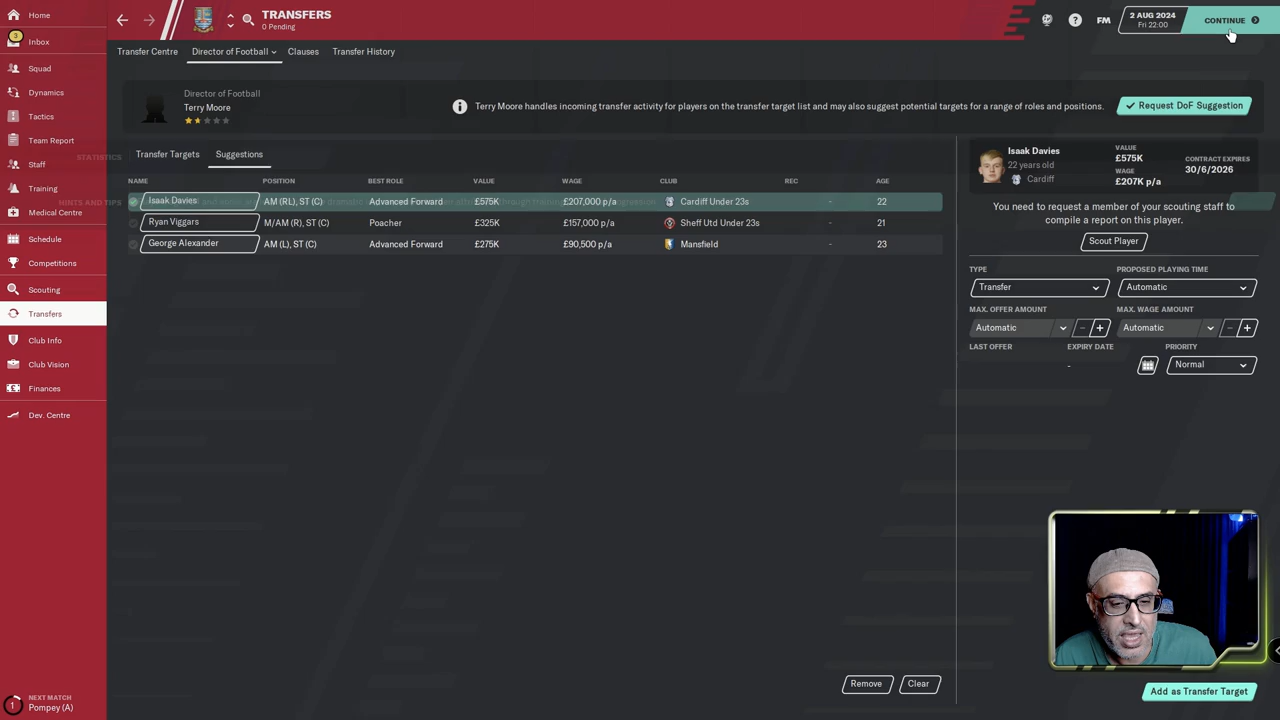 Home
TRANSFERS
0 Pending
FM
2 AUG 2024
Fri 22:00
CONTINUE
3
Inbox
Squad
Dynamics
Tactics
Team Report
Staff
Training
Medical Centre
Schedule
Competitions
Scouting
Transfers
Club Info
Club Vision
Finances
Dev. Centre
1
NEXT MATCH
Pompey (A)
Transfer Centre
Director of Football
Clauses
Transfer History
Director of Football
Terry Moore
Terry Moore handles incoming transfer activity for players on the transfer target list and may also suggest potential targets for a range of roles and positions.
Request DoF Suggestion
STATISTICS
HINTS AND TIPS
Transfer Targets
Suggestions
NAME POSITION BEST ROLE VALUE WAGE CLUB REC AGE
Isaak Davies AM (RL), ST (C) Advanced Forward £575K £207,000 p/a Cardiff Under 23s - 22
Ryan Viggars M/AM (R), ST (C) Poacher £325K £157,000 p/a Sheff Utd Under 23s - 21
George Alexander AM (L), ST (C) Advanced Forward £275K £90,500 p/a Mansfield - 23
Isaak Davies
22 years old
Cardiff
VALUE
£575K
WAGE
£207K p/a
CONTRACT EXPIRES
30/6/2026
You need to request a member of your scouting staff to
compile a report on this player.
Scout Player
TYPE PROPOSED PLAYING TIME
Transfer Automatic
MAX. OFFER AMOUNT MAX. WAGE AMOUNT
Automatic - + Automatic - +
LAST OFFER EXPIRY DATE PRIORITY
- Normal
Remove
Clear
Add as Transfer Target